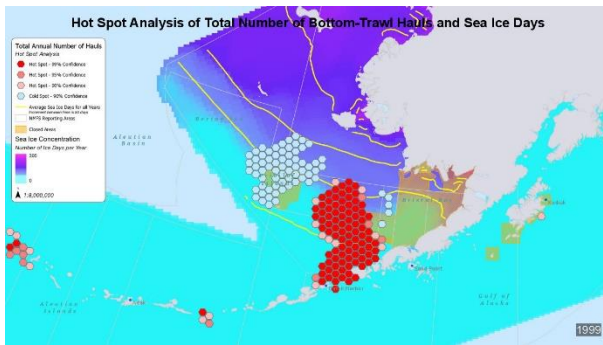 Hot Spot Analysis of Total Number of Bottom-Trawl Hauls and Sea Ice Days
Total Annual Number of Hauls
Hot Spot Analysis
Hot Spot - 99% Confidence
Hot Spot - 95% Confidence
Hot Spot - 90% Confidence
Cold Spot - 90% Confidence
Average Sea Ice Days for all Years
NMFS Reporting Areas
Closed Areas
Sea Ice Concentration
Number of Ice Days per Year
0
1:8,000,000
Aleutian
Basin
Bristol Bay
Kodiak
Aleutian
Islands
Gulf of
Alaska
1999